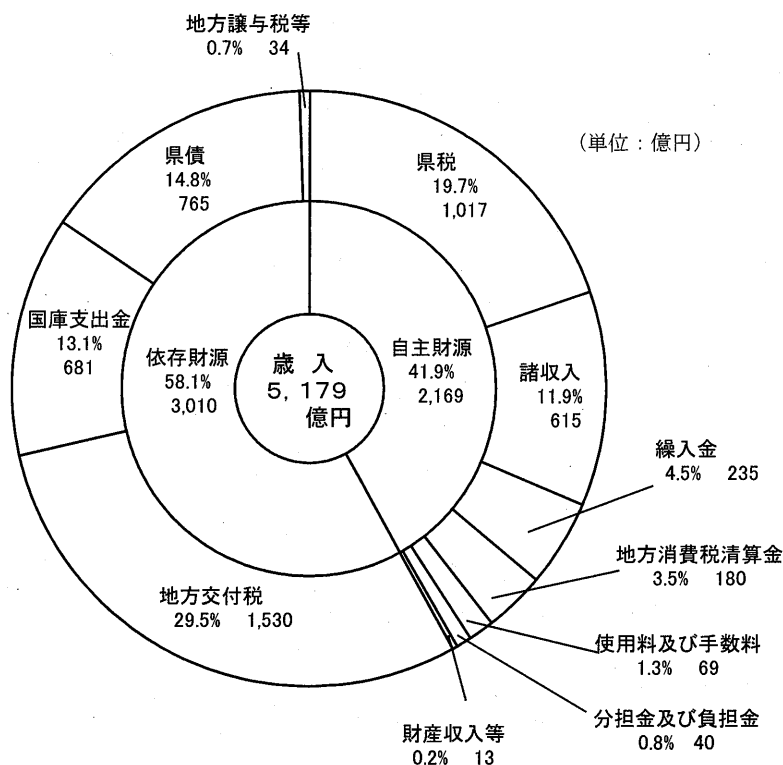 地方譲与税等
0.7% 34
(単位:億円)
県債
14.8%
765
県税
19.7%
1,017
国庫支出金
13.1%
681
依存財源
58.1%
3,010
歳 入
5,179
億円
自主財源
41.9%
2,169
諸収入
11.9%
615
繰入金
4.5% 235
地方消費税清算金
3.5% 180
地方交付税
29.5% 1,530
使用料及び手数料
1.3% 69
分担金及び負担金
0.8% 40
財産収入等
0.2% 13